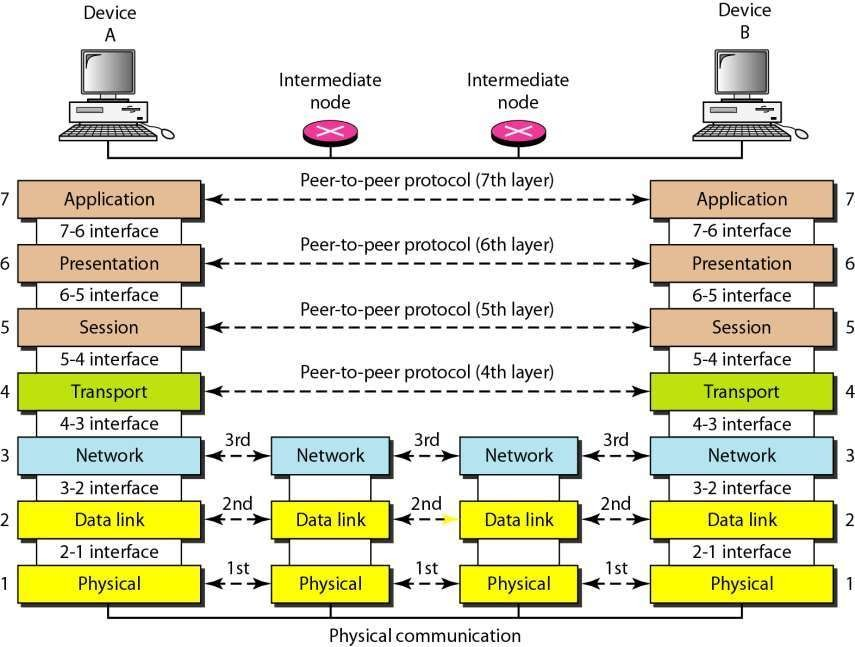 Device
A
Device
B
Intermediate
node
Intermediate
node
Peer-to-peer protocol (7th layer)
7 Application Application 7
7-6 interface 7-6 interface
Peer-to-peer protocol (6th layer)
6 Presentation Presentation 6
6-5 interface 6-5 interface
Peer-to-peer protocol (5th layer)
5 Session Session 5
5-4 interface 5-4 interface
Peer-to-peer protocol (4th layer)
4 Transport Transport 4
4-3 interface 4-3 interface
3rd 3rd 3rd
3 Network Network Network Network 3
3-2 interface 3-2 interface
2nd 2nd 2nd
2 Data link Data link Data link Data link 2
2-1 interface 2-1 interface
1st 1st 1st
1 Physical Physical Physical Physical 1
Physical communication